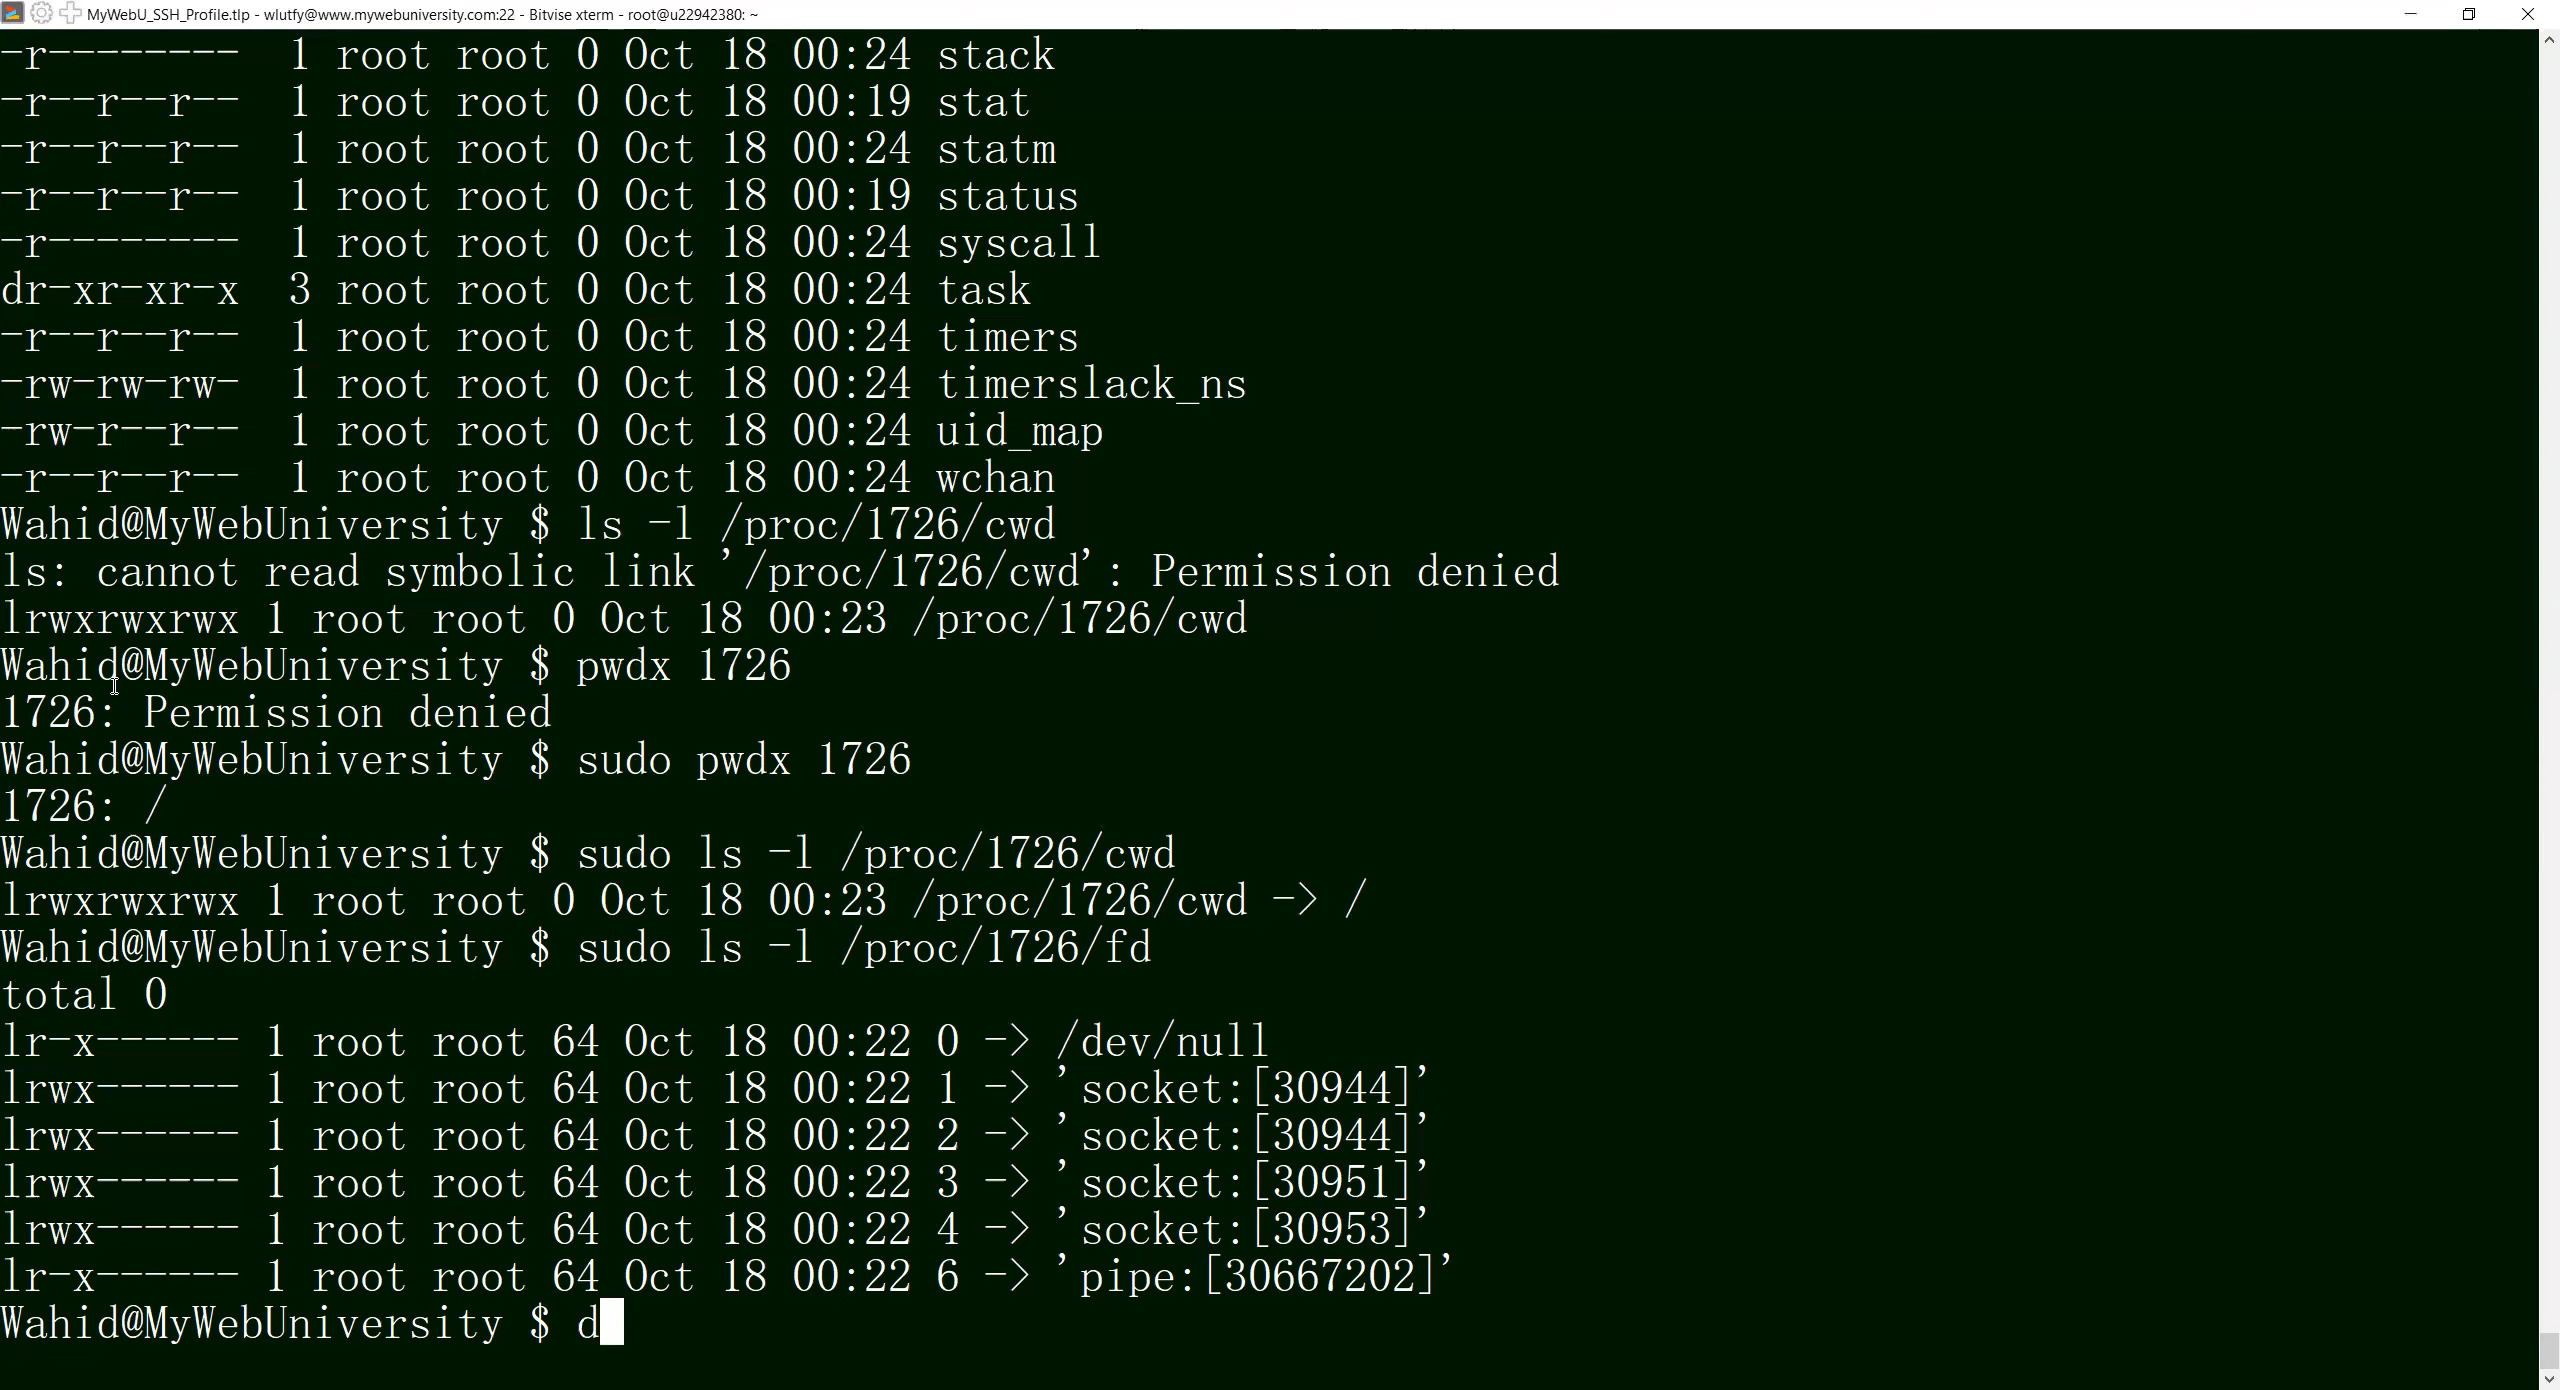 MyWebU_SSH_Profile.tlp - wlutfy@www.mywebuniversity.com:22 - Bitvise xterm - root@u22942380: ~
-r-------- 1 root root 0 Oct 18 00:24 stack
-r--r--r-- 1 root root 0 Oct 18 00:19 stat
-r--r--r-- 1 root root 0 Oct 18 00:24 statm
-r--r--r-- 1 root root 0 Oct 18 00:19 status
-r-------- 1 root root 0 Oct 18 00:24 syscall
dr-xr-xr-x 3 root root 0 Oct 18 00:24 task
-r--r--r-- 1 root root 0 Oct 18 00:24 timers
-rw-rw-rw- 1 root root 0 Oct 18 00:24 timerslack_ns
-rw-r--r-- 1 root root 0 Oct 18 00:24 uid_map
-r--r--r-- 1 root root 0 Oct 18 00:24 wchan
Wahid@MyWebUniversity $ ls -l /proc/1726/cwd
ls: cannot read symbolic link '/proc/1726/cwd': Permission denied
lrwxrwxrwx 1 root root 0 Oct 18 00:23 /proc/1726/cwd
Wahid@MyWebUniversity $ pwdx 1726
1726: Permission denied
Wahid@MyWebUniversity $ sudo pwdx 1726
1726: /
Wahid@MyWebUniversity $ sudo ls -l /proc/1726/cwd
lrwxrwxrwx 1 root root 0 Oct 18 00:23 /proc/1726/cwd -> /
Wahid@MyWebUniversity $ sudo ls -l /proc/1726/fd
total 0
lr-x------ 1 root root 64 Oct 18 00:22 0 -> /dev/null
lrwx------ 1 root root 64 Oct 18 00:22 1 -> 'socket:[30944]'
lrwx------ 1 root root 64 Oct 18 00:22 2 -> 'socket:[30944]'
lrwx------ 1 root root 64 Oct 18 00:22 3 -> 'socket:[30951]'
lrwx------ 1 root root 64 Oct 18 00:22 4 -> 'socket:[30953]'
lr-x------ 1 root root 64 Oct 18 00:22 6 -> 'pipe:[30667202]'
Wahid@MyWebUniversity $ d